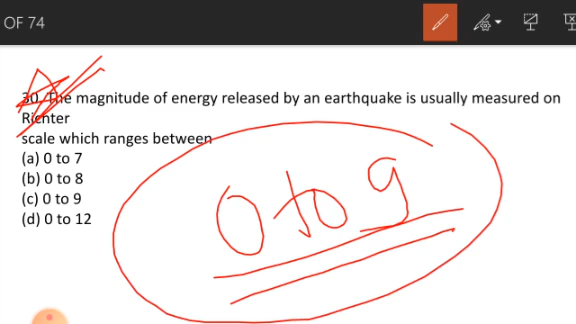 OF 74
30. The magnitude of energy released by an earthquake is usually measured on
Richter
scale which ranges between
(a) 0 to 7
(b) 0 to 8
(c) 0 to 9
(d) 0 to 12
0 to 9